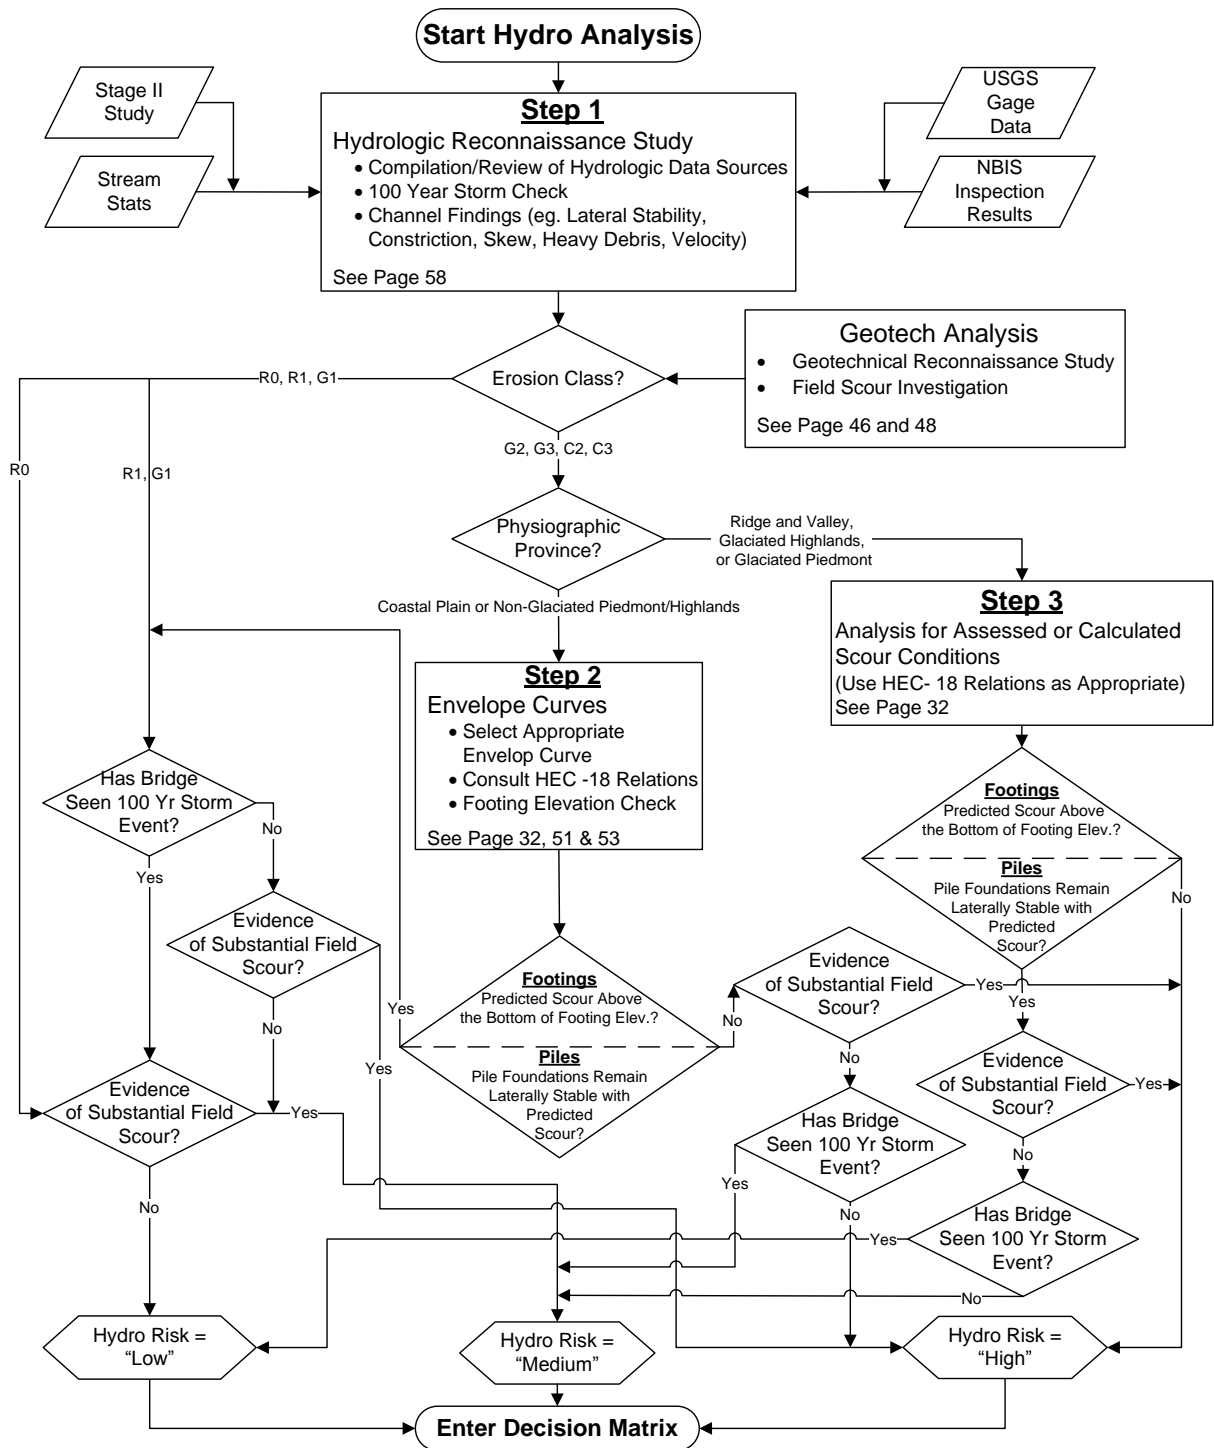 Start Hydro Analysis
Stage II
Study
Stream
Stats
USGS
Gage
Data
NBIS
Inspection
Results
Step 1
Hydrologic Reconnaissance Study
• Compilation/Review of Hydrologic Data Sources
• 100 Year Storm Check
• Channel Findings (eg. Lateral Stability,
Constriction, Skew, Heavy Debris, Velocity)
See Page 58
Erosion Class?
Geotech Analysis
• Geotechnical Reconnaissance Study
• Field Scour Investigation
See Page 46 and 48
R0, R1, G1
R0
R1, G1
G2, G3, C2, C3
Physiographic
Province?
Ridge and Valley,
Glaciated Highlands,
or Glaciated Piedmont
Coastal Plain or Non-Glaciated Piedmont/Highlands
Step 2
Envelope Curves
• Select Appropriate
Envelop Curve
• Consult HEC -18 Relations
• Footing Elevation Check
See Page 32, 51 & 53
Step 3
Analysis for Assessed or Calculated
Scour Conditions
(Use HEC- 18 Relations as Appropriate)
See Page 32
Has Bridge
Seen 100 Yr Storm
Event?
No
Yes
Evidence
of Substantial Field
Scour?
No
Yes
Evidence
of Substantial Field
Scour?
Yes
No
Footings
Predicted Scour Above
the Bottom of Footing Elev.?
Piles
Pile Foundations Remain
Laterally Stable with
Predicted
Scour?
Yes
No
Evidence
of Substantial Field
Scour?
Yes
No
Has Bridge
Seen 100 Yr Storm
Event?
Yes
No
Footings
Predicted Scour Above
the Bottom of Footing Elev.?
Piles
Pile Foundations Remain
Laterally Stable with
Predicted
Scour?
No
Yes
Evidence
of Substantial Field
Scour?
Yes
No
Has Bridge
Seen 100 Yr Storm
Event?
Yes
No
Hydro Risk =
“Low”
Hydro Risk =
“Medium”
Hydro Risk =
“High”
Enter Decision Matrix